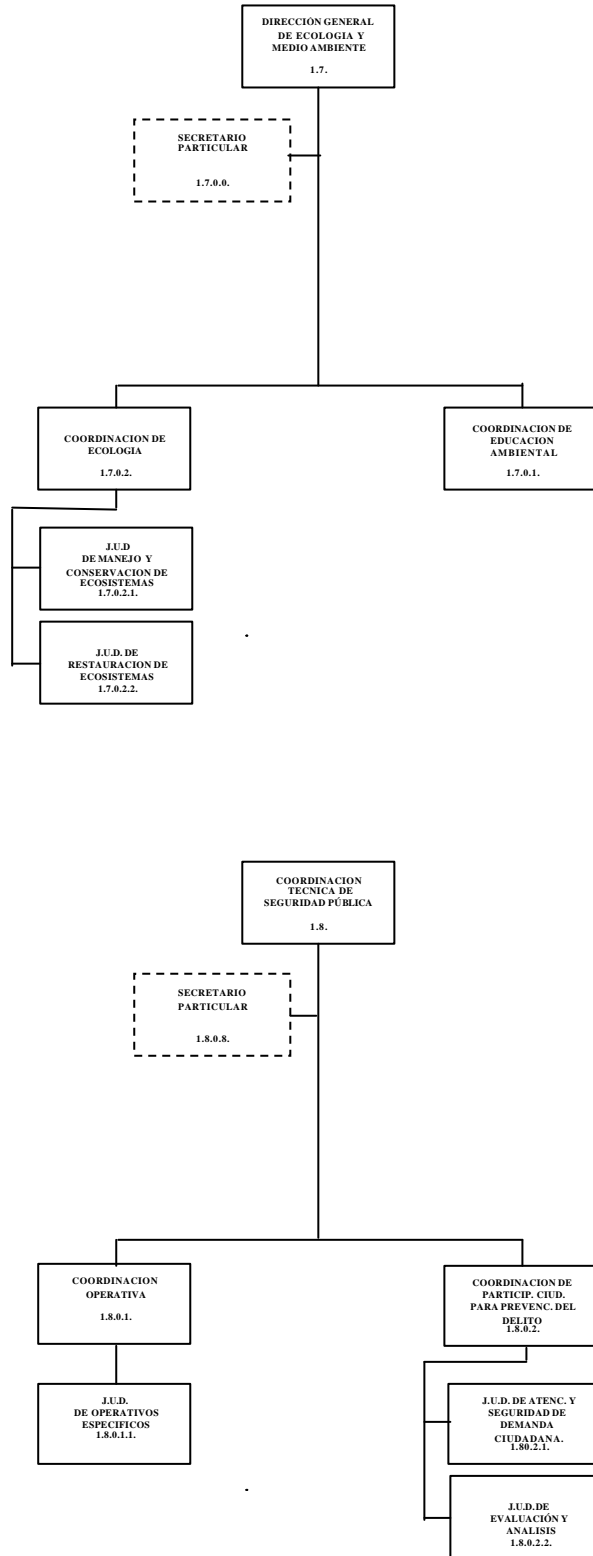 DIRECCIÓN GENERAL
DE ECOLOGIA Y
MEDIO AMBIENTE
1.7.
SECRETARIO
PARTICULAR
1.7.0.0.
COORDINACION DE
ECOLOGIA
1.7.0.2.
COORDINACION DE
EDUCACION
AMBIENTAL
1.7.0.1.
J.U.D
DE MANEJO Y
CONSERVACION DE
ECOSISTEMAS
1.7.0.2.1.
J.U.D. DE
RESTAURACION DE
ECOSISTEMAS
1.7.0.2.2.
COORDINACION
TECNICA DE
SEGURIDAD PÚBLICA
1.8.
SECRETARIO
PARTICULAR
1.8.0.8.
COORDINACION
OPERATIVA
1.8.0.1.
COORDINACION DE
PARTICIP. CIUD.
PARA PREVENC. DEL
DELITO
1.8.0.2.
J.U.D.
DE OPERATIVOS
ESPECIFICOS
1.8.0.1.1.
J.U.D. DE ATENC. Y
SEGURIDAD DE
DEMANDA
CIUDADANA.
1.80.2.1.
J.U.D.DE
EVALUACIÓN Y
ANALISIS
1.8.0.2.2.